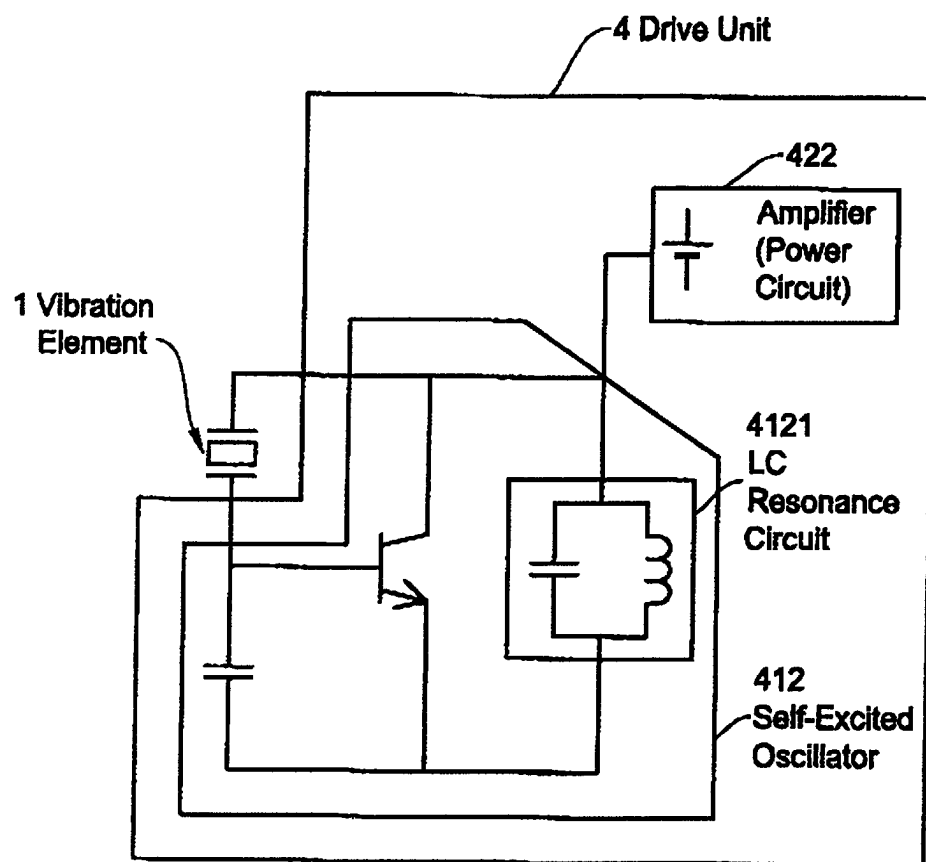 4 Drive Unit
422
Amplifier
(Power
Circuit)
1 Vibration
Element
4121
LC
Resonance
Circuit
412
Self-Excited
Oscillator